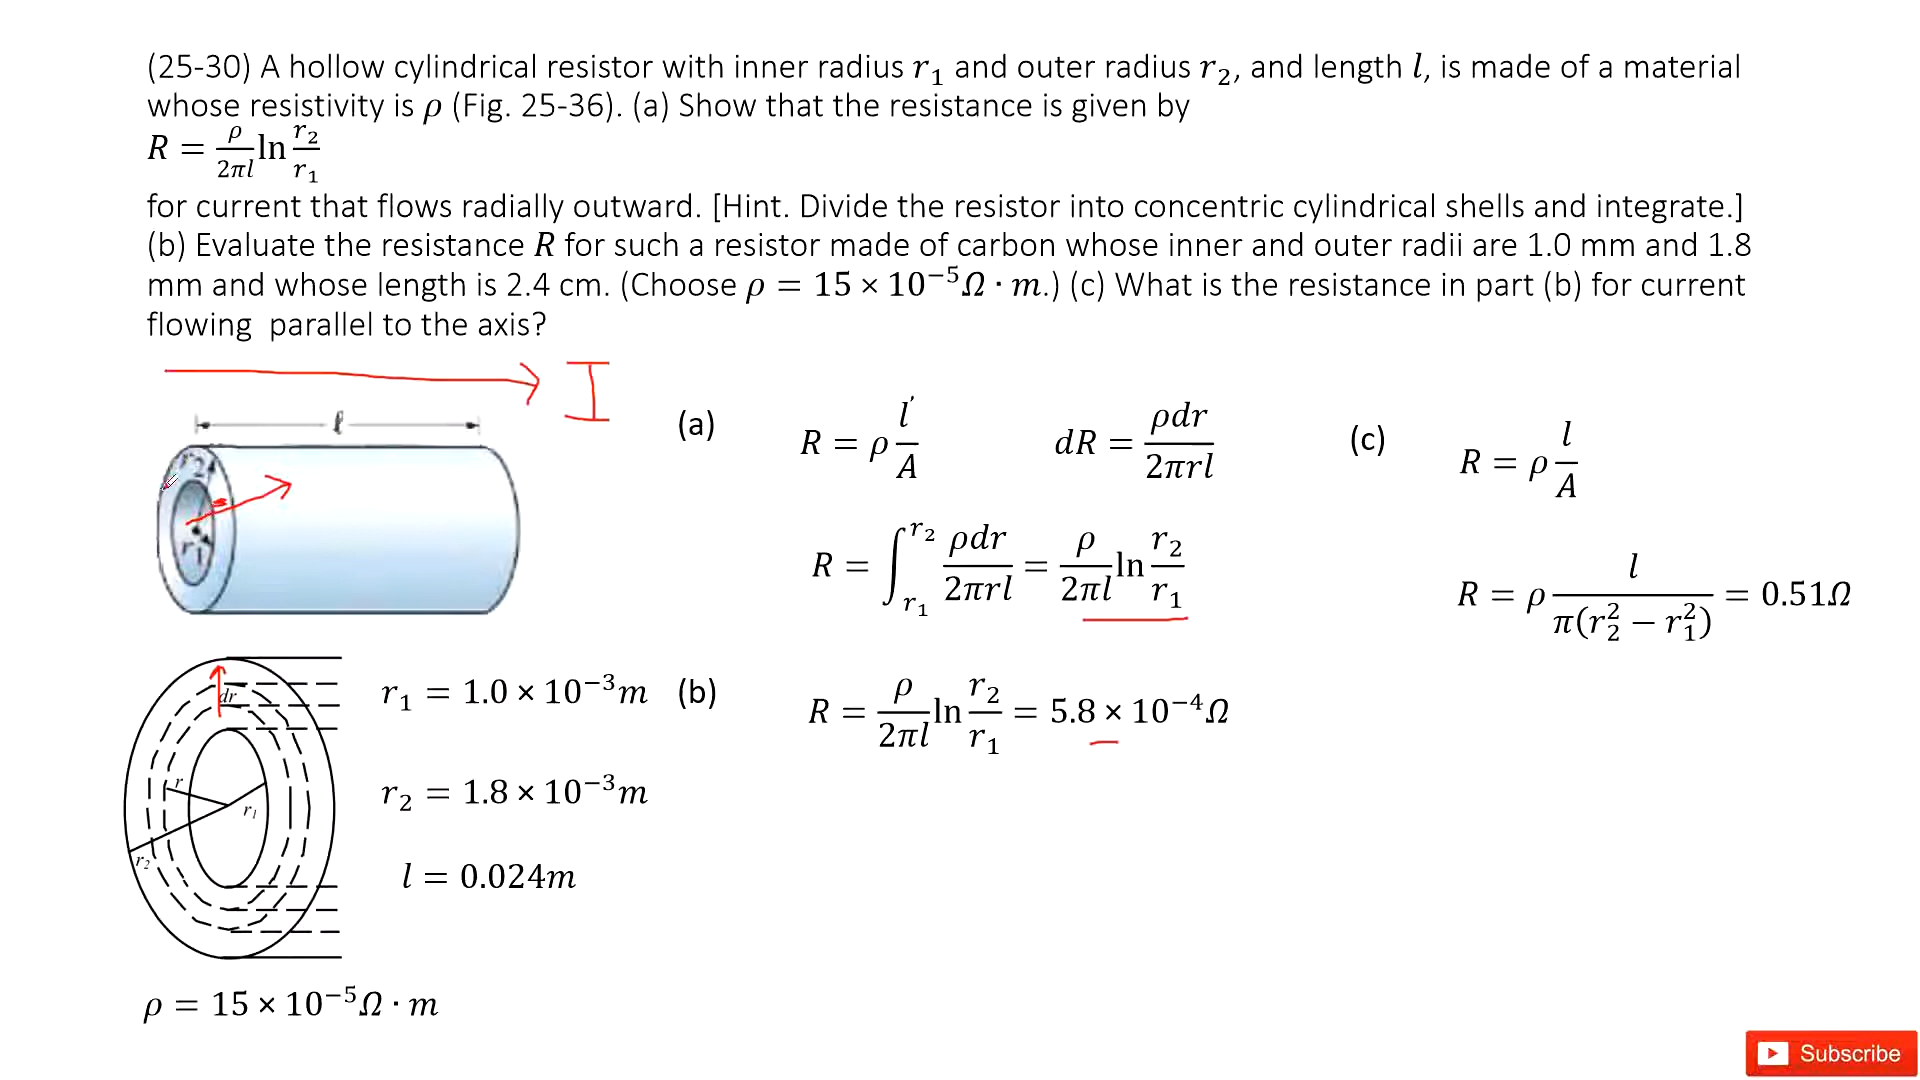 (25-30) A hollow cylindrical resistor with inner radius r₁ and outer radius r₂, and length l, is made of a material
whose resistivity is ρ (Fig. 25-36). (a) Show that the resistance is given by
R = ρ/2πl ln r₂/r₁
for current that flows radially outward. [Hint. Divide the resistor into concentric cylindrical shells and integrate.]
(b) Evaluate the resistance R for such a resistor made of carbon whose inner and outer radii are 1.0 mm and 1.8
mm and whose length is 2.4 cm. (Choose ρ = 15 × 10⁻⁵Ω · m.) (c) What is the resistance in part (b) for current
flowing parallel to the axis?
I
ℓ
r2
r1
(a)
R = ρ l′/A
dR = ρdr/2πrl
R = ∫r₁^r₂ ρdr/2πrl = ρ/2πl ln r₂/r₁
(c)
R = ρ l/A
R = ρ l/π(r₂² − r₁²) = 0.51Ω
dr
r
r₁
r₂
r₁ = 1.0 × 10⁻³m
(b)
R = ρ/2πl ln r₂/r₁ = 5.8 × 10⁻⁴Ω
r₂ = 1.8 × 10⁻³m
l = 0.024m
ρ = 15 × 10⁻⁵Ω · m
Subscribe